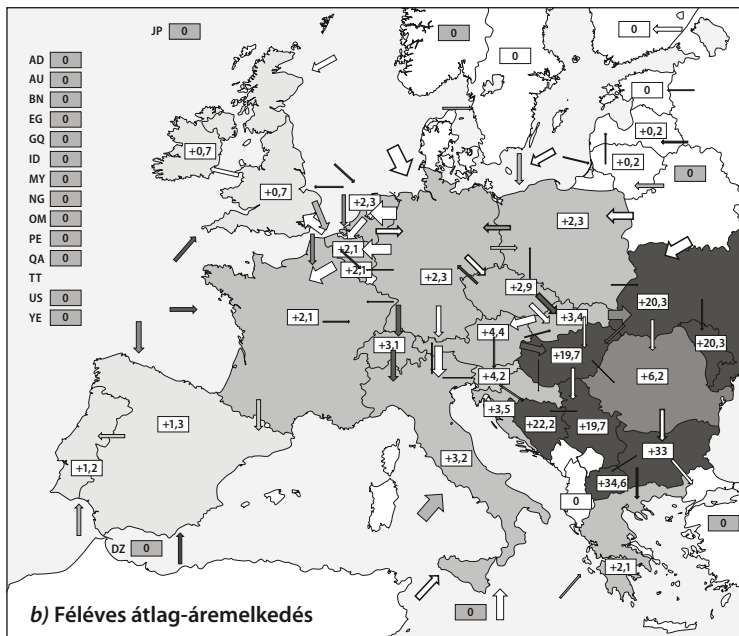 JP 0
AD 0
AU 0
BN 0
EG 0
GQ 0
ID 0
MY 0
NG 0
OM 0
PE 0
QA 0
TT
US 0
YE 0
0
0
0
0
+0,2
+0,2
0
+0,7
+0,7
+2,3
+2,1
+2,1
+2,3
+2,3
+2,9
+3,4
+20,3
+20,3
+2,1
+3,1
+4,4
+19,7
+6,2
+4,2
+3,5
+22,2
+19,7
+33
+34,6
+1,3
+1,2
+3,2
0
0
+2,1
DZ 0
0
b) Féléves átlag-áremelkedés